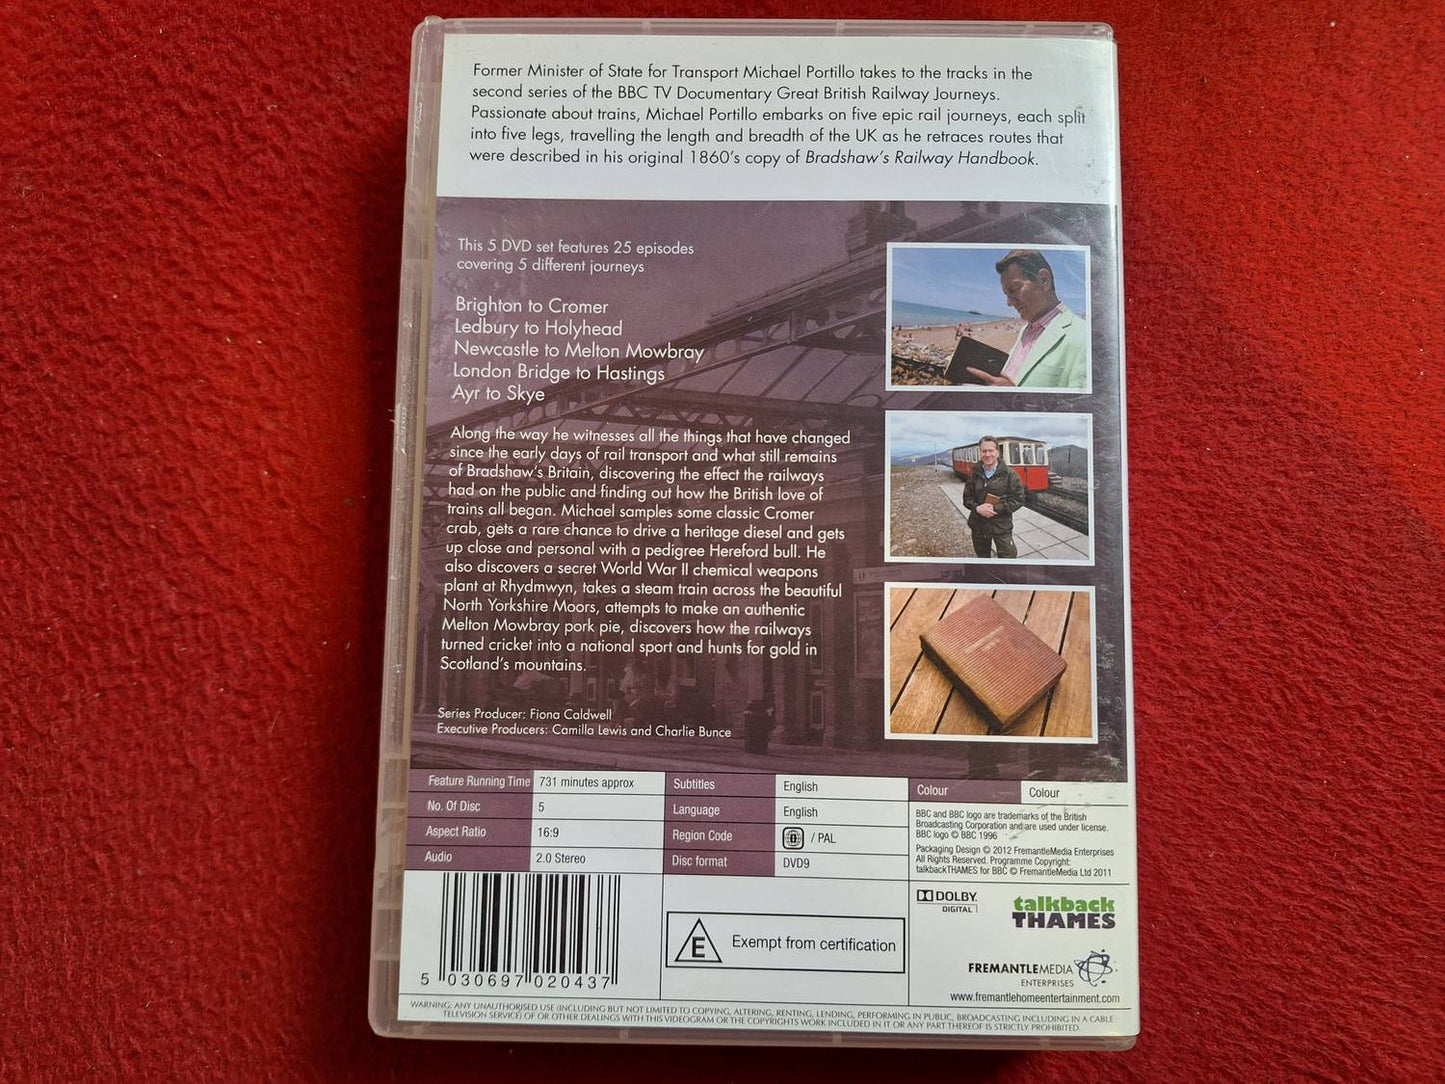 Former Minister of State for Transport Michael Portillo takes to the tracks in the
second series of the BBC TV Documentary Great British Railway Journeys.
Passionate about trains, Michael Portillo embarks on five epic rail journeys, each split
into five legs, travelling the length and breadth of the UK as he retraces routes that
were described in his original 1860's copy of Bradshaw's Railway Handbook.
This 5 DVD set features 25 episodes
covering 5 different journeys
Brighton to Cromer
Ledbury to Holyhead
Newcastle to Melton Mowbray
London Bridge to Hastings
Ayr to Skye
Along the way he witnesses all the things that have changed
since the early days of rail transport and what still remains
of Bradshaw's Britain, discovering the effect the railways
had on the public and finding out how the British love of
trains all began. Michael samples some classic Cromer
crab, gets a rare chance to drive a heritage diesel and gets
up close and personal with a pedigree Hereford bull. He
also discovers a secret World War II chemical weapons
plant at Rhydmwyn, takes a steam train across the beautiful
North Yorkshire Moors, attempts to make an authentic
Melton Mowbray pork pie, discovers how the railways
turned cricket into a national sport and hunts for gold in
Scotland's mountains.
Series Producer: Fiona Caldwell
Executive Producers: Camilla Lewis and Charlie Bunce
Feature Running Time 731 minutes approx
No. Of Disc 5
Aspect Ratio 16:9
Audio 2.0 Stereo
Subtitles English
Language English
Region Code 0 / PAL
Disc format DVD9
Colour Colour
BBC and BBC logo are trademarks of the British
Broadcasting Corporation and are used under license.
BBC logo © BBC 1996
Packaging Design © 2012 FremantleMedia Enterprises
All Rights Reserved. Programme Copyright:
talkbackTHAMES for BBC © FremantleMedia Ltd 2011
DOLBY
DIGITAL
talkback
THAMES
E Exempt from certification
FREMANTLEMEDIA
ENTERPRISES
www.fremantlehomeentertainment.com
5 030697 020437
WARNING: ANY UNAUTHORISED USE (INCLUDING BUT NOT LIMITED TO COPYING, ALTERING, RENTING, LENDING, PERFORMING IN PUBLIC, BROADCASTING INCLUDING IN A CABLE
TELEVISION SERVICE) OF OR OTHER DEALINGS WITH THIS VIDEOGRAM OR THE COPYRIGHTS WORK INCLUDED IN IT OR ANY PART THEREOF IS STRICTLY PROHIBITED.